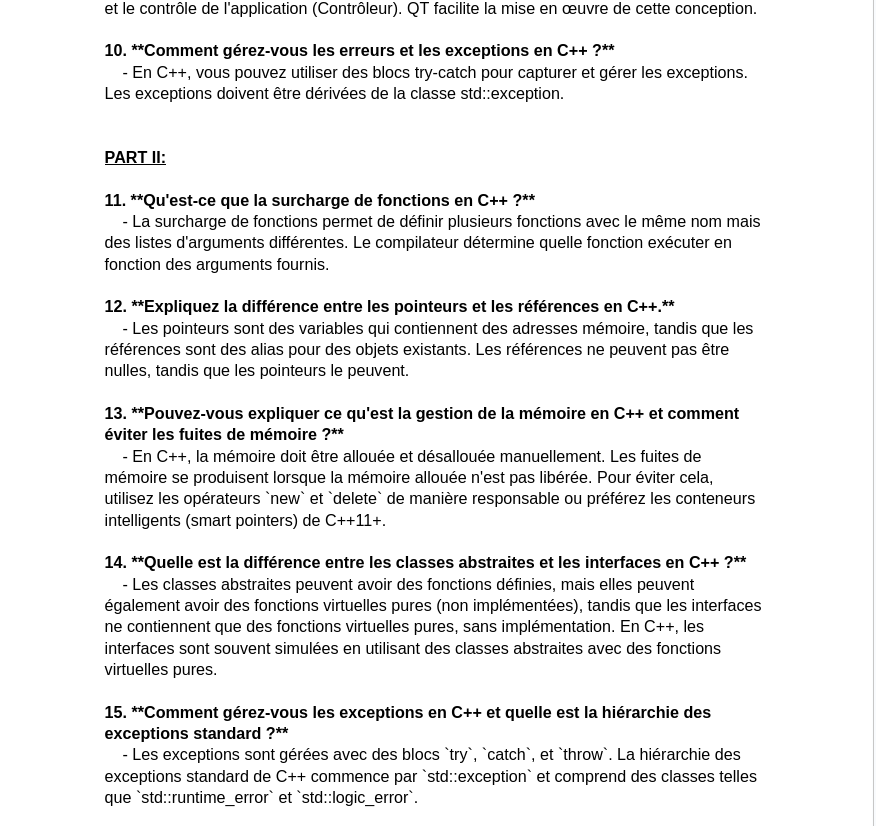 et le contrôle de l'application (Contrôleur). QT facilite la mise en œuvre de cette conception.
10. **Comment gérez-vous les erreurs et les exceptions en C++ ?**
- En C++, vous pouvez utiliser des blocs try-catch pour capturer et gérer les exceptions.
Les exceptions doivent être dérivées de la classe std::exception.
PART II:
11. **Qu'est-ce que la surcharge de fonctions en C++ ?**
- La surcharge de fonctions permet de définir plusieurs fonctions avec le même nom mais
des listes d'arguments différentes. Le compilateur détermine quelle fonction exécuter en
fonction des arguments fournis.
12. **Expliquez la différence entre les pointeurs et les références en C++.**
- Les pointeurs sont des variables qui contiennent des adresses mémoire, tandis que les
références sont des alias pour des objets existants. Les références ne peuvent pas être
nulles, tandis que les pointeurs le peuvent.
13. **Pouvez-vous expliquer ce qu'est la gestion de la mémoire en C++ et comment
éviter les fuites de mémoire ?**
- En C++, la mémoire doit être allouée et désallouée manuellement. Les fuites de
mémoire se produisent lorsque la mémoire allouée n'est pas libérée. Pour éviter cela,
utilisez les opérateurs `new` et `delete` de manière responsable ou préférez les conteneurs
intelligents (smart pointers) de C++11+.
14. **Quelle est la différence entre les classes abstraites et les interfaces en C++ ?**
- Les classes abstraites peuvent avoir des fonctions définies, mais elles peuvent
également avoir des fonctions virtuelles pures (non implémentées), tandis que les interfaces
ne contiennent que des fonctions virtuelles pures, sans implémentation. En C++, les
interfaces sont souvent simulées en utilisant des classes abstraites avec des fonctions
virtuelles pures.
15. **Comment gérez-vous les exceptions en C++ et quelle est la hiérarchie des
exceptions standard ?**
- Les exceptions sont gérées avec des blocs `try`, `catch`, et `throw`. La hiérarchie des
exceptions standard de C++ commence par `std::exception` et comprend des classes telles
que `std::runtime_error` et `std::logic_error`.